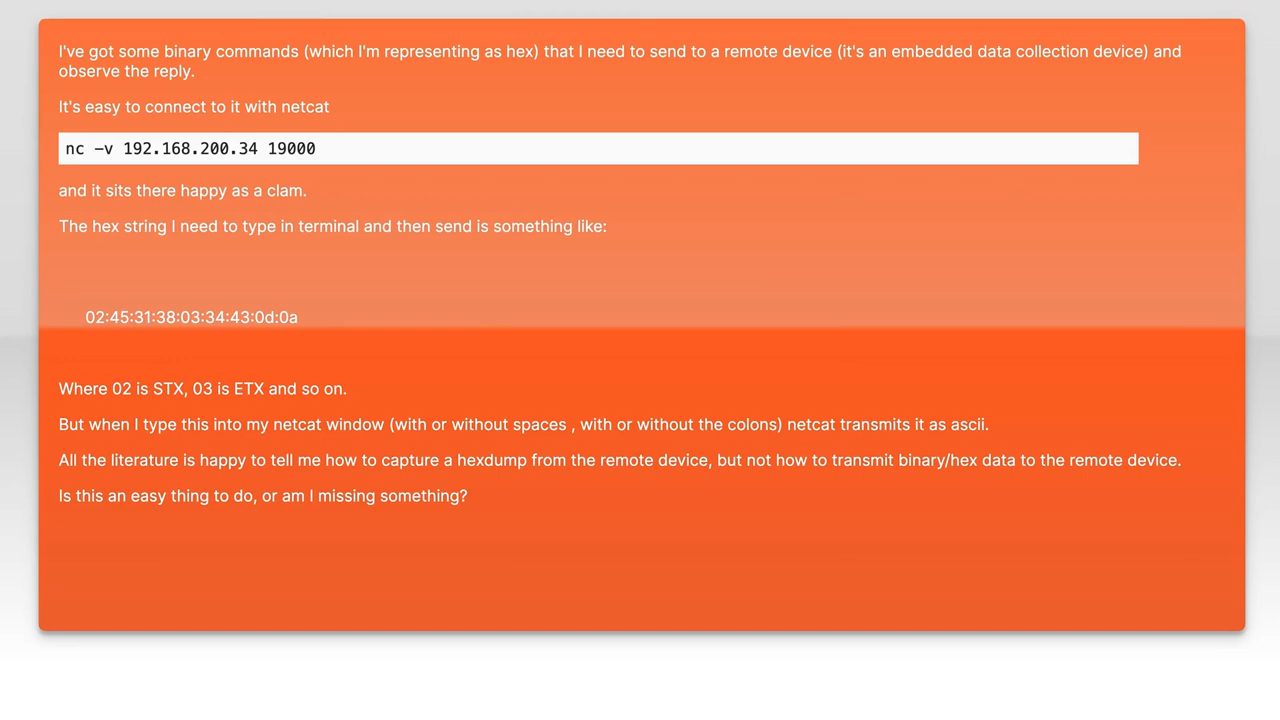 I've got some binary commands (which I'm representing as hex) that I need to send to a remote device (it's an embedded data collection device) and
observe the reply.
It's easy to connect to it with netcat
nc –v 192.168.200.34 19000
and it sits there happy as a clam.
The hex string I need to type in terminal and then send is something like:
02:45:31:38:03:34:43:0d:0a
Where 02 is STX, 03 is ETX and so on.
But when I type this into my netcat window (with or without spaces , with or without the colons) netcat transmits it as ascii.
All the literature is happy to tell me how to capture a hexdump from the remote device, but not how to transmit binary/hex data to the remote device.
Is this an easy thing to do, or am I missing something?